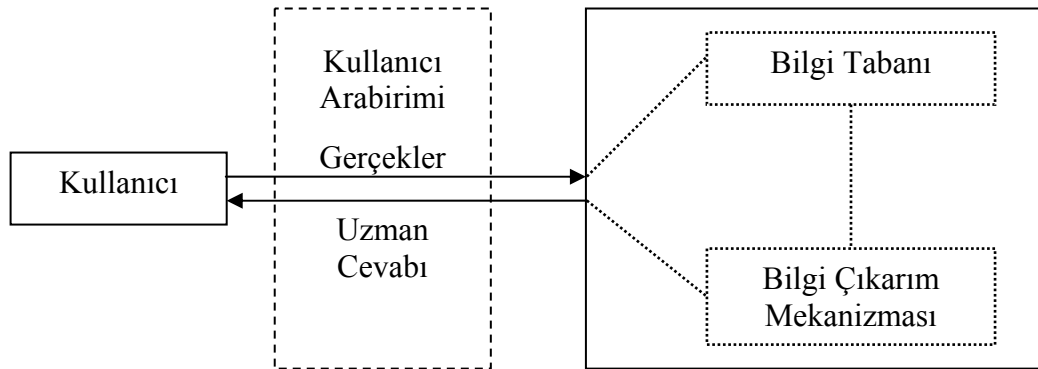 Kullanıcı
Kullanıcı
Arabirimi
Gerçekler
Uzman
Cevabı
Bilgi Tabanı
Bilgi Çıkarım
Mekanizması